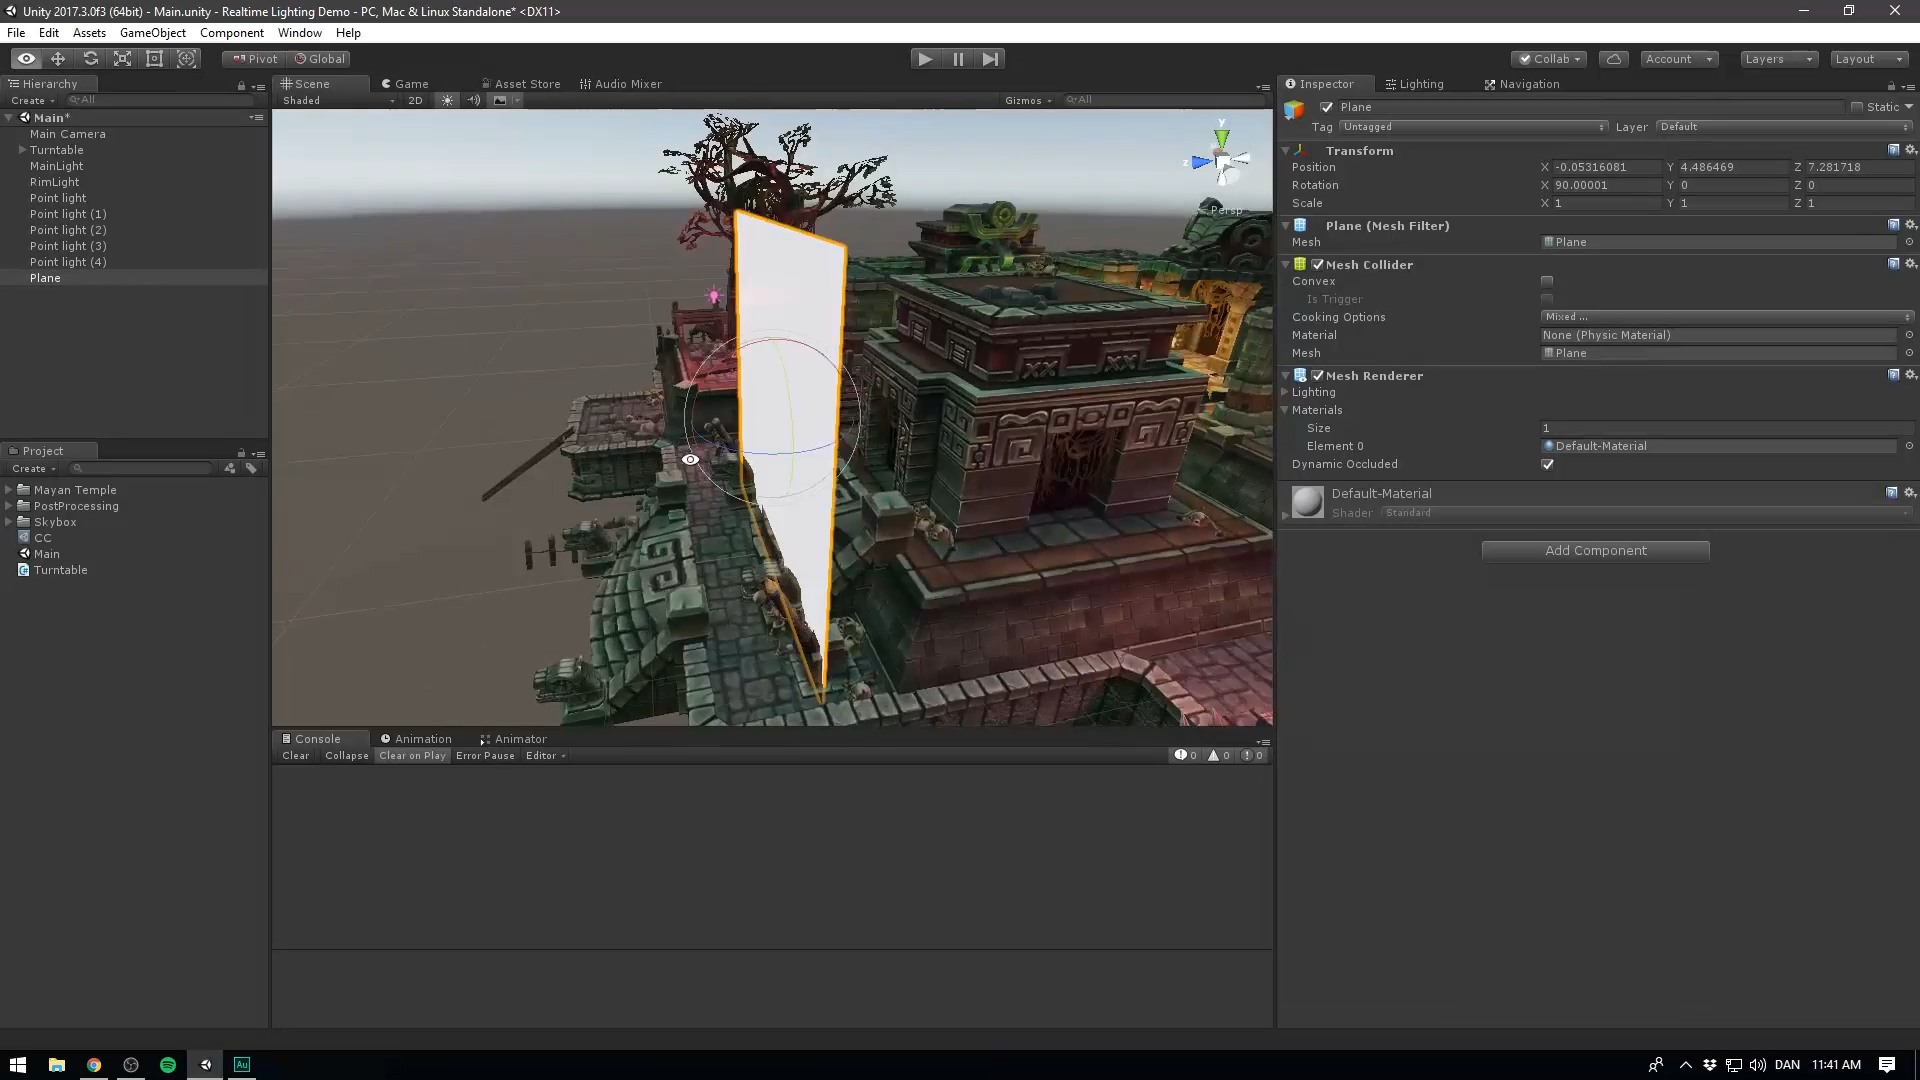 Unity 2017.3.0f3 (64bit) - Main.unity - Realtime Lighting Demo - PC, Mac & Linux Standalone* <DX11>
File Edit Assets GameObject Component Window Help
Pivot Global Collab Account Layers Layout
Hierarchy
Create All
Main*
Main Camera
Turntable
MainLight
RimLight
Point light
Point light (1)
Point light (2)
Point light (3)
Point light (4)
Plane
Project
Create
Mayan Temple
PostProcessing
Skybox
CC
Main
Turntable
Scene Game Asset Store Audio Mixer
Shaded 2D Gizmos All
y
z
Persp
Console Animation Animator
Clear Collapse Clear on Play Error Pause Editor 0 0 0
Inspector Lighting Navigation
Plane Static
Tag Untagged Layer Default
Transform
Position X -0.05316081 Y 4.486469 Z 7.281718
Rotation X 90.00001 Y 0 Z 0
Scale X 1 Y 1 Z 1
Plane (Mesh Filter)
Mesh Plane
Mesh Collider
Convex
Is Trigger
Cooking Options Mixed ...
Material None (Physic Material)
Mesh Plane
Mesh Renderer
Lighting
Materials
Size 1
Element 0 Default-Material
Dynamic Occluded
Default-Material
Shader Standard
Add Component
Au DAN 11:41 AM